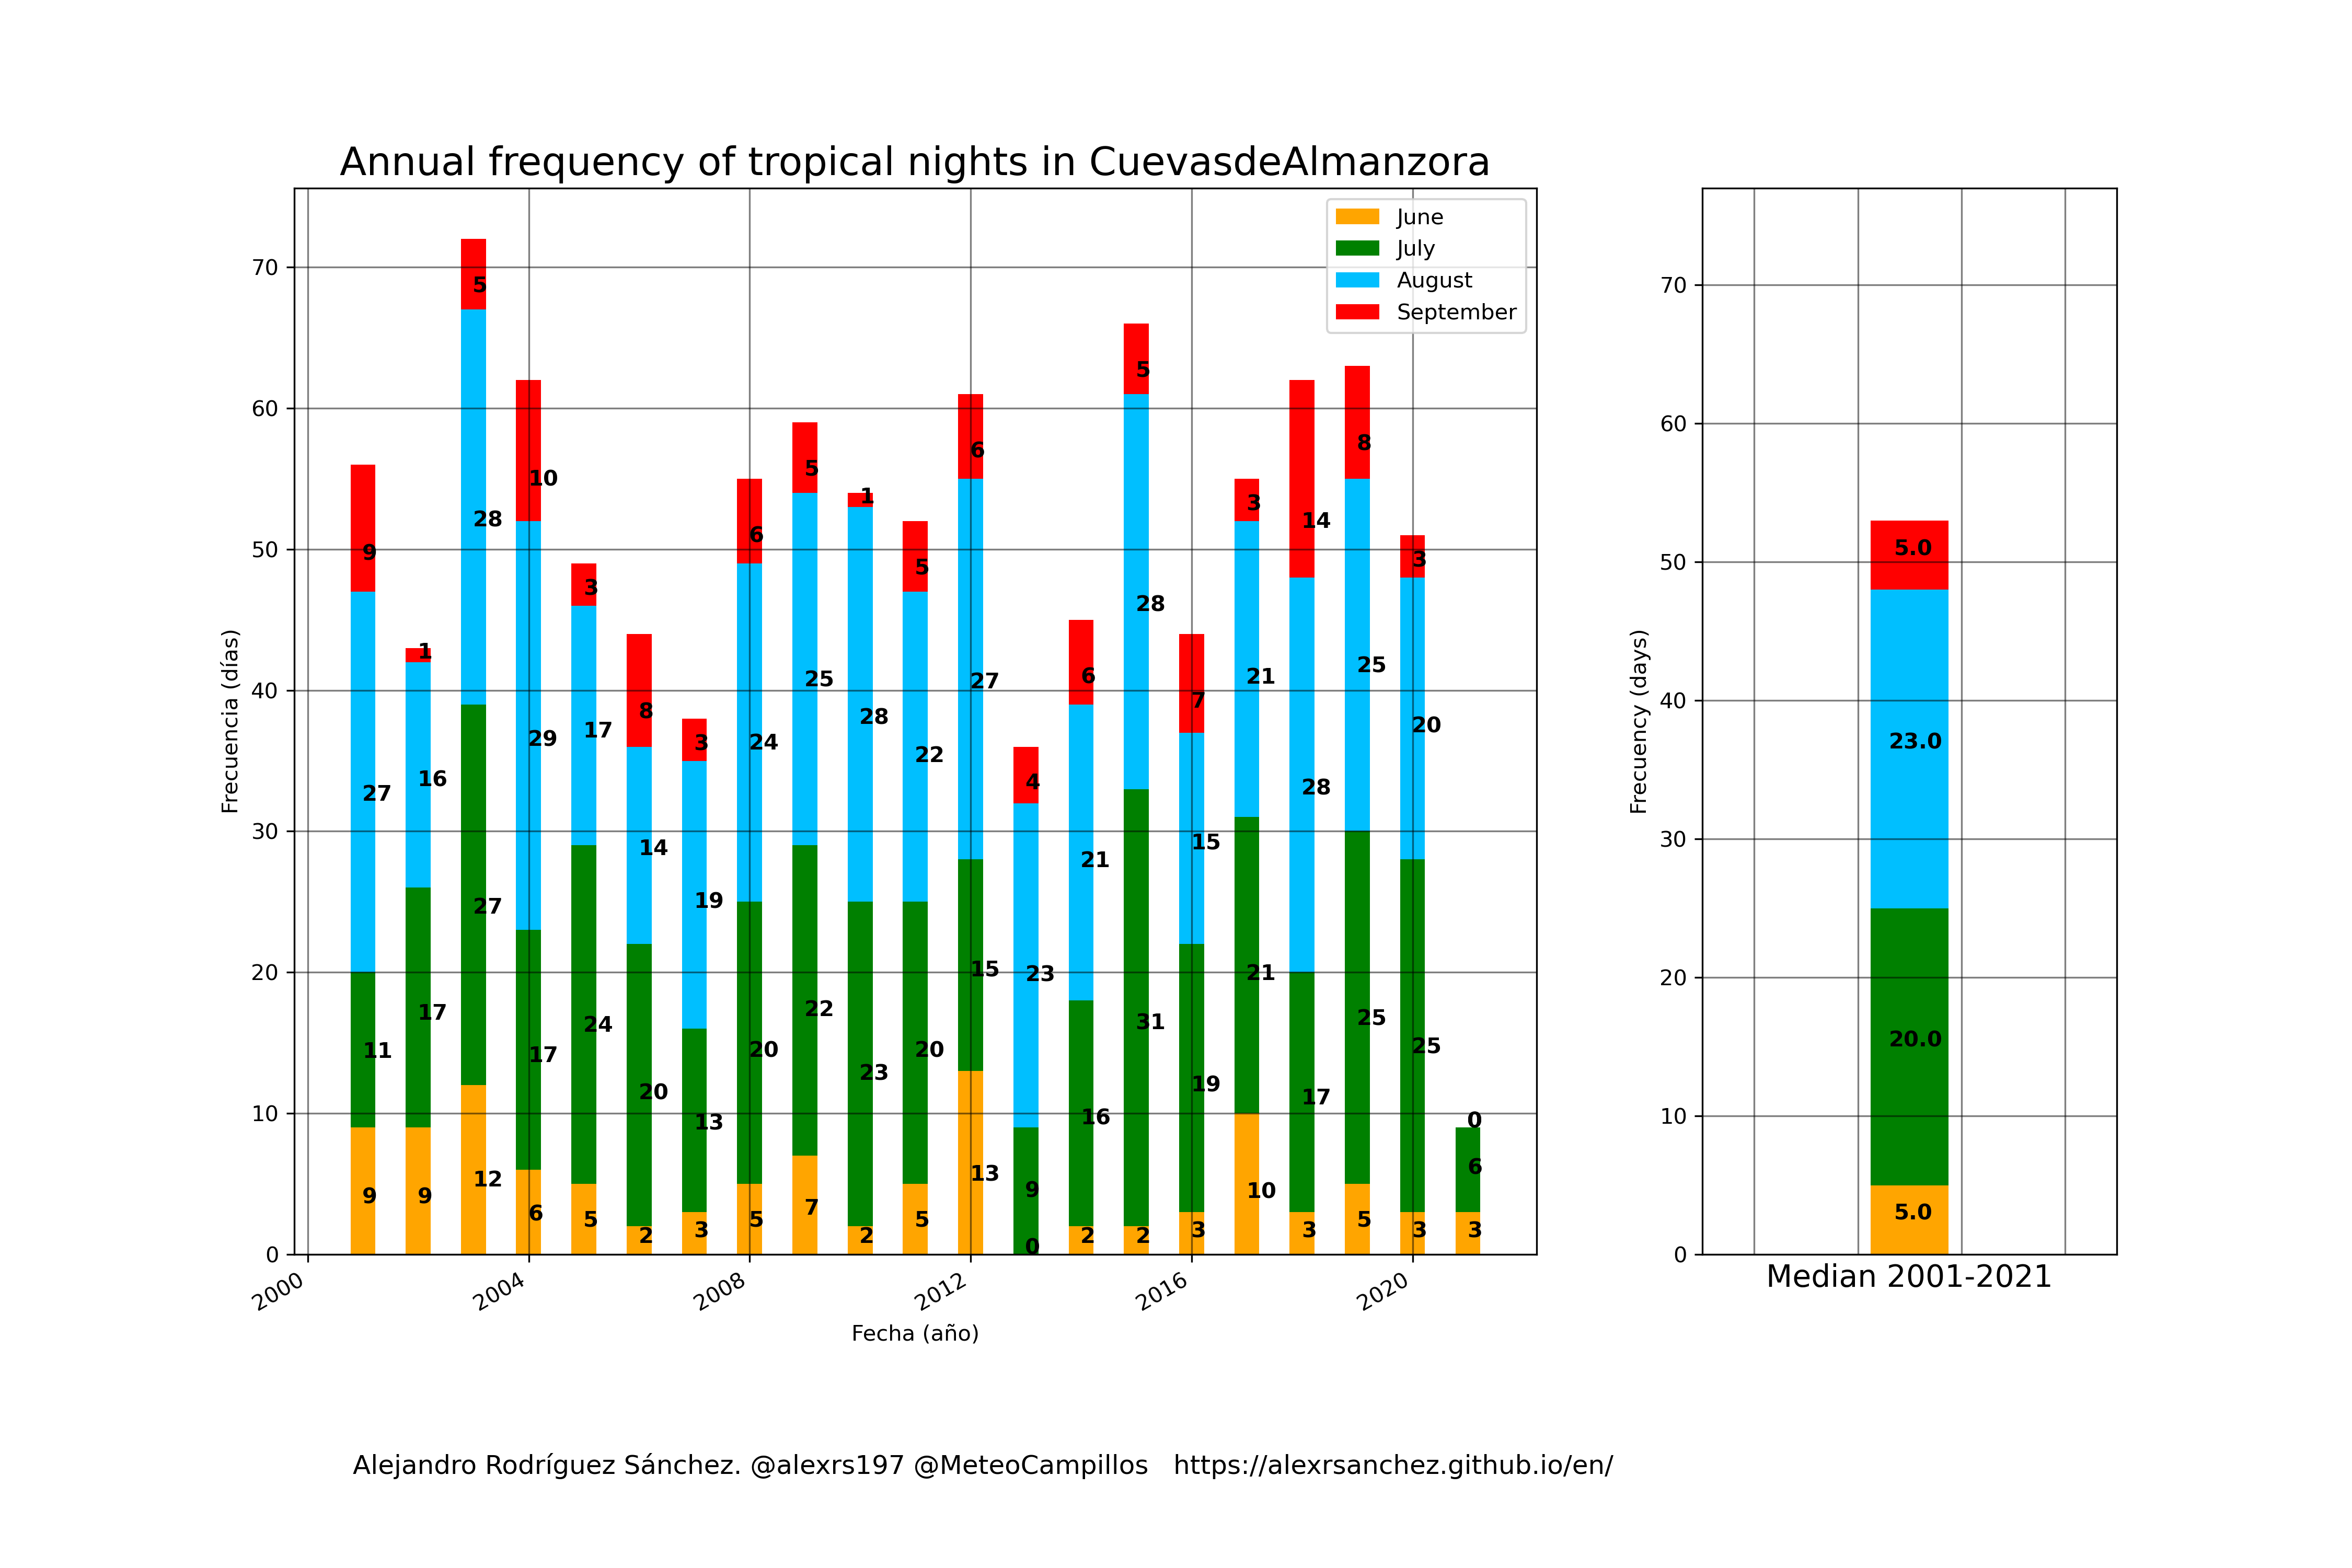 Annual frequency of tropical nights in CuevasdeAlmanzora
June
July
August
September
Frecuencia (días)
70
60
50
40
30
20
10
0
9 11 27 9
9 17 16 1
12 27 28 5
6 17 29 10
5 24 17 3
2 20 14 8
3 13 19 3
5 20 24 6
7 22 25 5
2 23 28 1
5 20 22 5
13 15 27 6
0 9 23 4
2 16 21 6
2 31 28 5
3 19 15 7
10 21 21 3
3 17 28 14
5 25 25 8
3 25 20 3
3 6 0
2000 2004 2008 2012 2016 2020
Fecha (año)
Frecuency (days)
70
60
50
40
30
20
10
0
5.0
23.0
20.0
5.0
Median 2001-2021
Alejandro Rodríguez Sánchez. @alexrs197 @MeteoCampillos https://alexrsanchez.github.io/en/